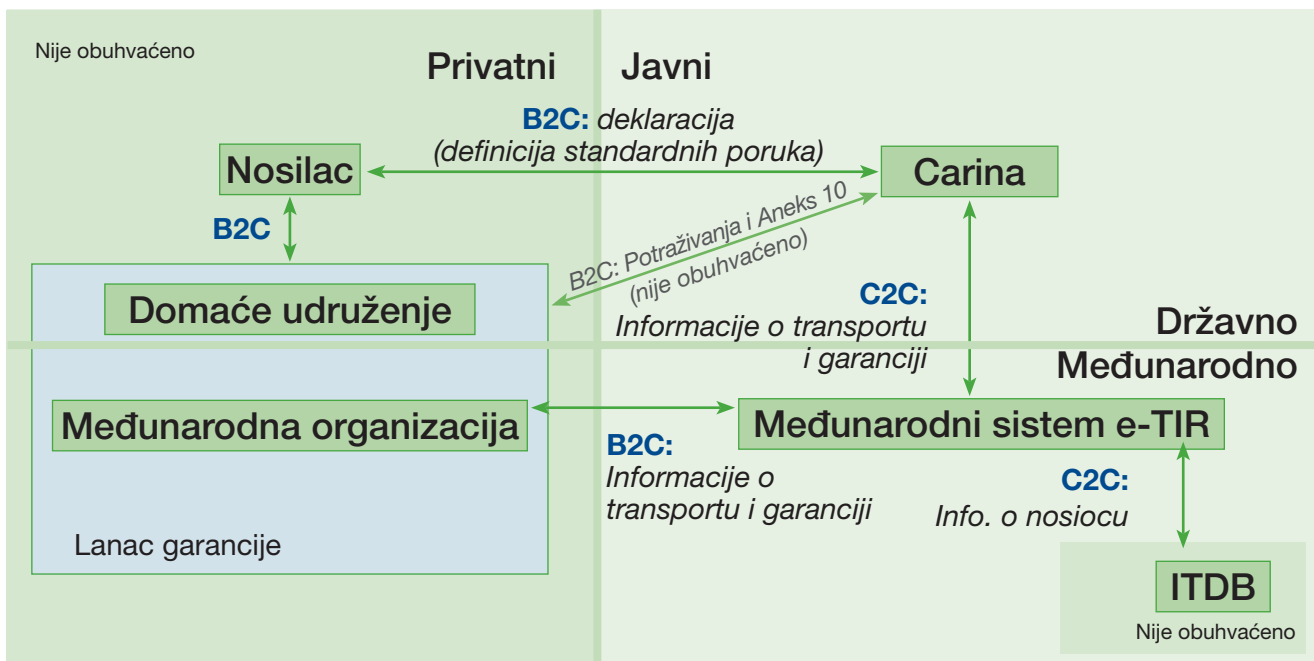 Nije obuhvaćeno
Privatni
Javni
B2C: deklaracija
(definicija standardnih poruka)
Nosilac
Carina
B2C
B2C: Potraživanja i Aneks 10
(nije obuhvaćeno)
Domaće udruženje
C2C:
Informacije o transportu
i garanciji
Državno
Međunarodno
Međunarodna organizacija
Međunarodni sistem e-TIR
B2C:
Informacije o
transportu i garanciji
C2C:
Info. o nosiocu
Lanac garancije
ITDB
Nije obuhvaćeno